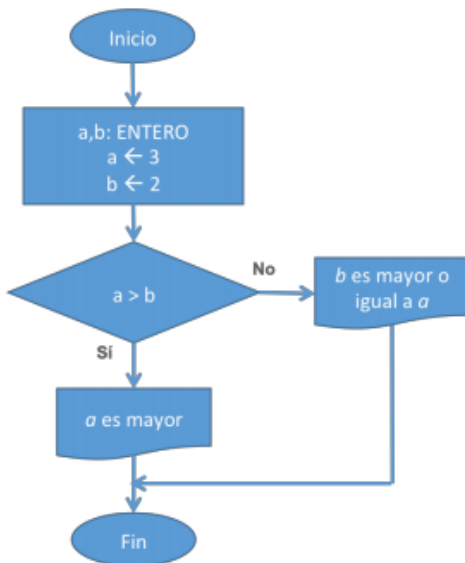 Inicio
a,b: ENTERO
a ← 3
b ← 2
a > b
No
b es mayor o
igual a a
Sí
a es mayor
Fin